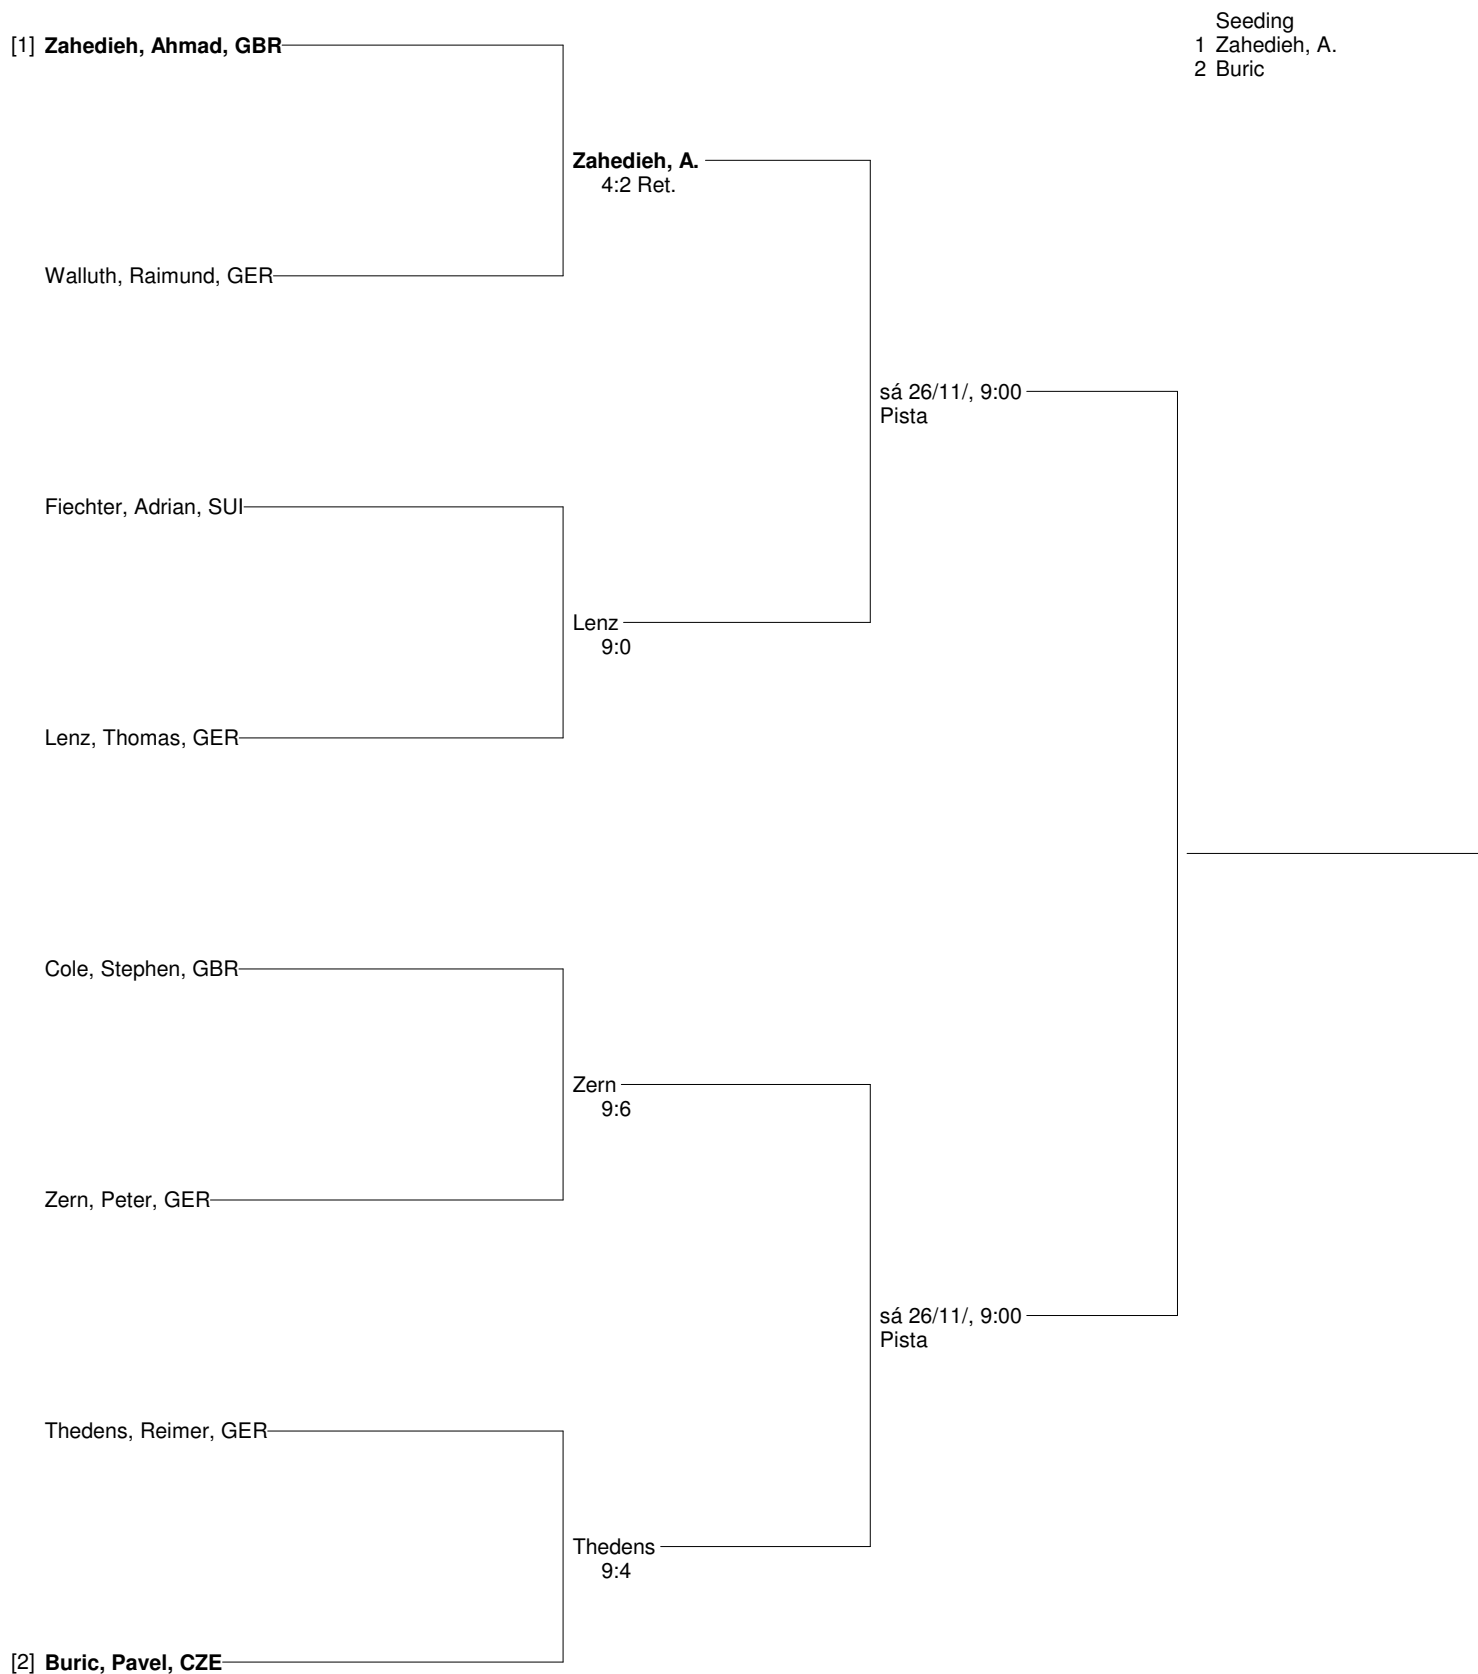 Seeding
1 Zahedieh, A.
2 Buric
[1] Zahedieh, Ahmad, GBR
Zahedieh, A.
4:2 Ret.
Walluth, Raimund, GER
sá 26/11/, 9:00
Pista
Fiechter, Adrian, SUI
Lenz
9:0
Lenz, Thomas, GER
Cole, Stephen, GBR
Zern
9:6
Zern, Peter, GER
sá 26/11/, 9:00
Pista
Thedens, Reimer, GER
Thedens
9:4
[2] Buric, Pavel, CZE